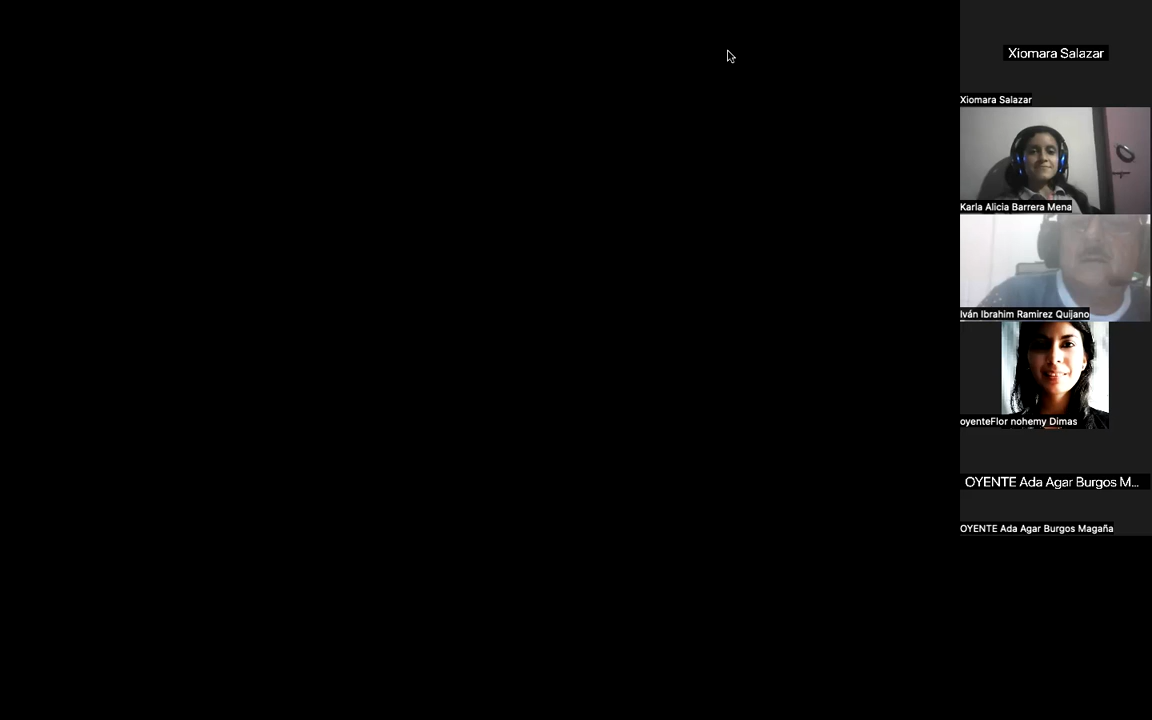 Xiomara Salazar
Xiomara Salazar
Karla Alicia Barrera Mena
Iván Ibrahim Ramirez Quijano
oyenteFlor nohemy Dimas
OYENTE Ada Agar Burgos M...
OYENTE Ada Agar Burgos Magaña